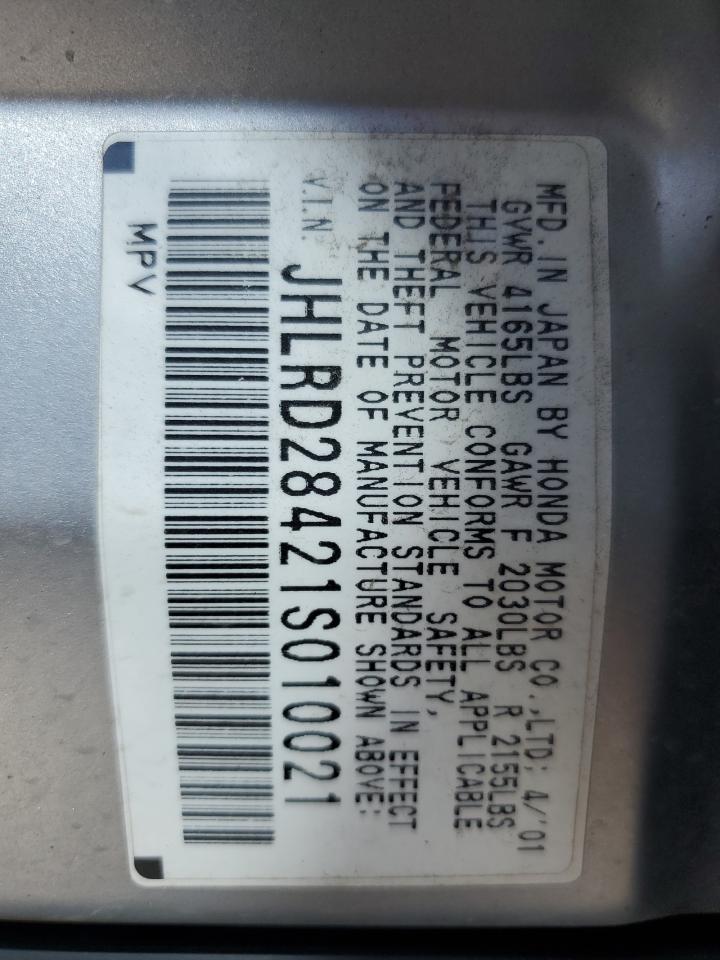 MFD. IN JAPAN BY HONDA MOTOR CO.,LTD; 4/'01
GVWR 4165LBS GAWR F 2030LBS R 2155LBS
THIS VEHICLE CONFORMS TO ALL APPLICABLE
FEDERAL MOTOR VEHICLE SAFETY,
AND THEFT PREVENTION STANDARDS IN EFFECT
ON THE DATE OF MANUFACTURE SHOWN ABOVE:
V.I.N. JHLRD28421S010021
MPV